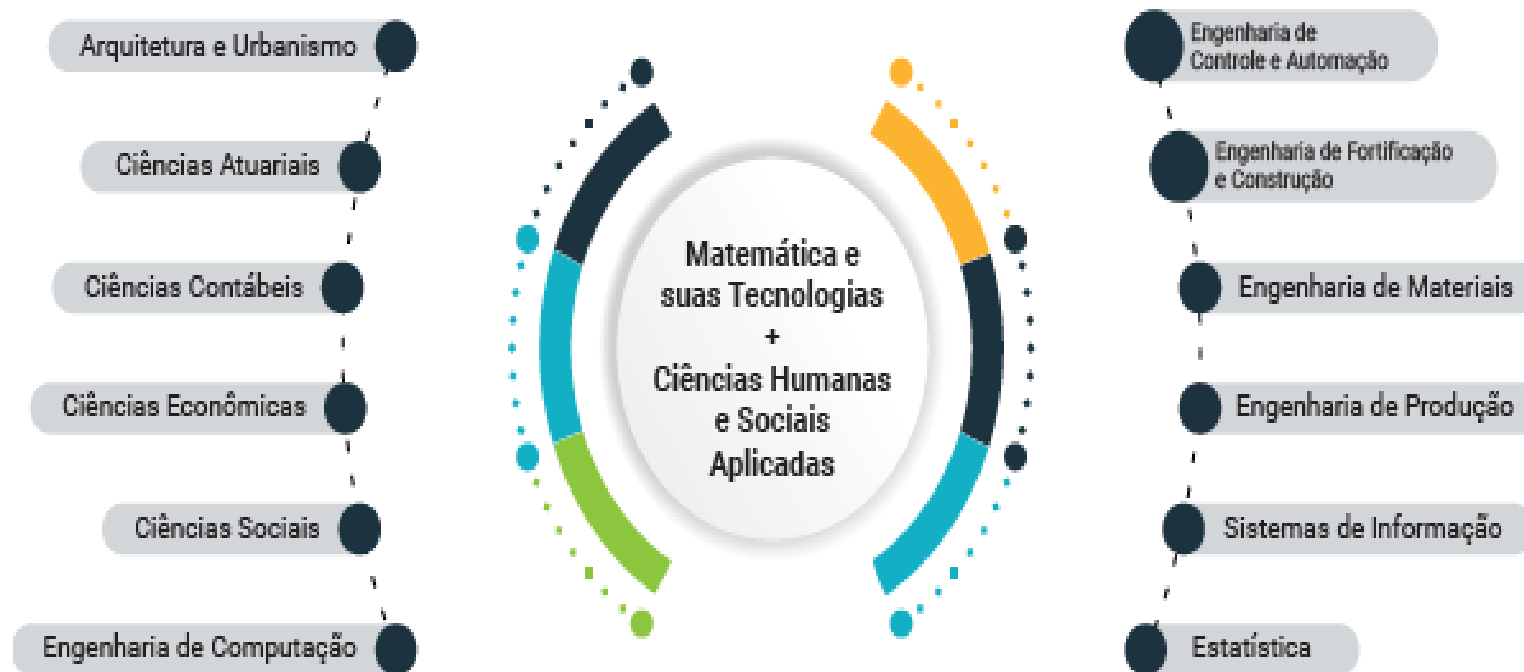 Arquitetura e Urbanismo
Ciências Atuariais
Ciências Contábeis
Ciências Econômicas
Ciências Sociais
Engenharia de Computação
Matemática e
suas Tecnologias
+
Ciências Humanas
e Sociais
Aplicadas
Engenharia de
Controle e Automação
Engenharia de Fortificação
e Construção
Engenharia de Materiais
Engenharia de Produção
Sistemas de Informação
Estatística